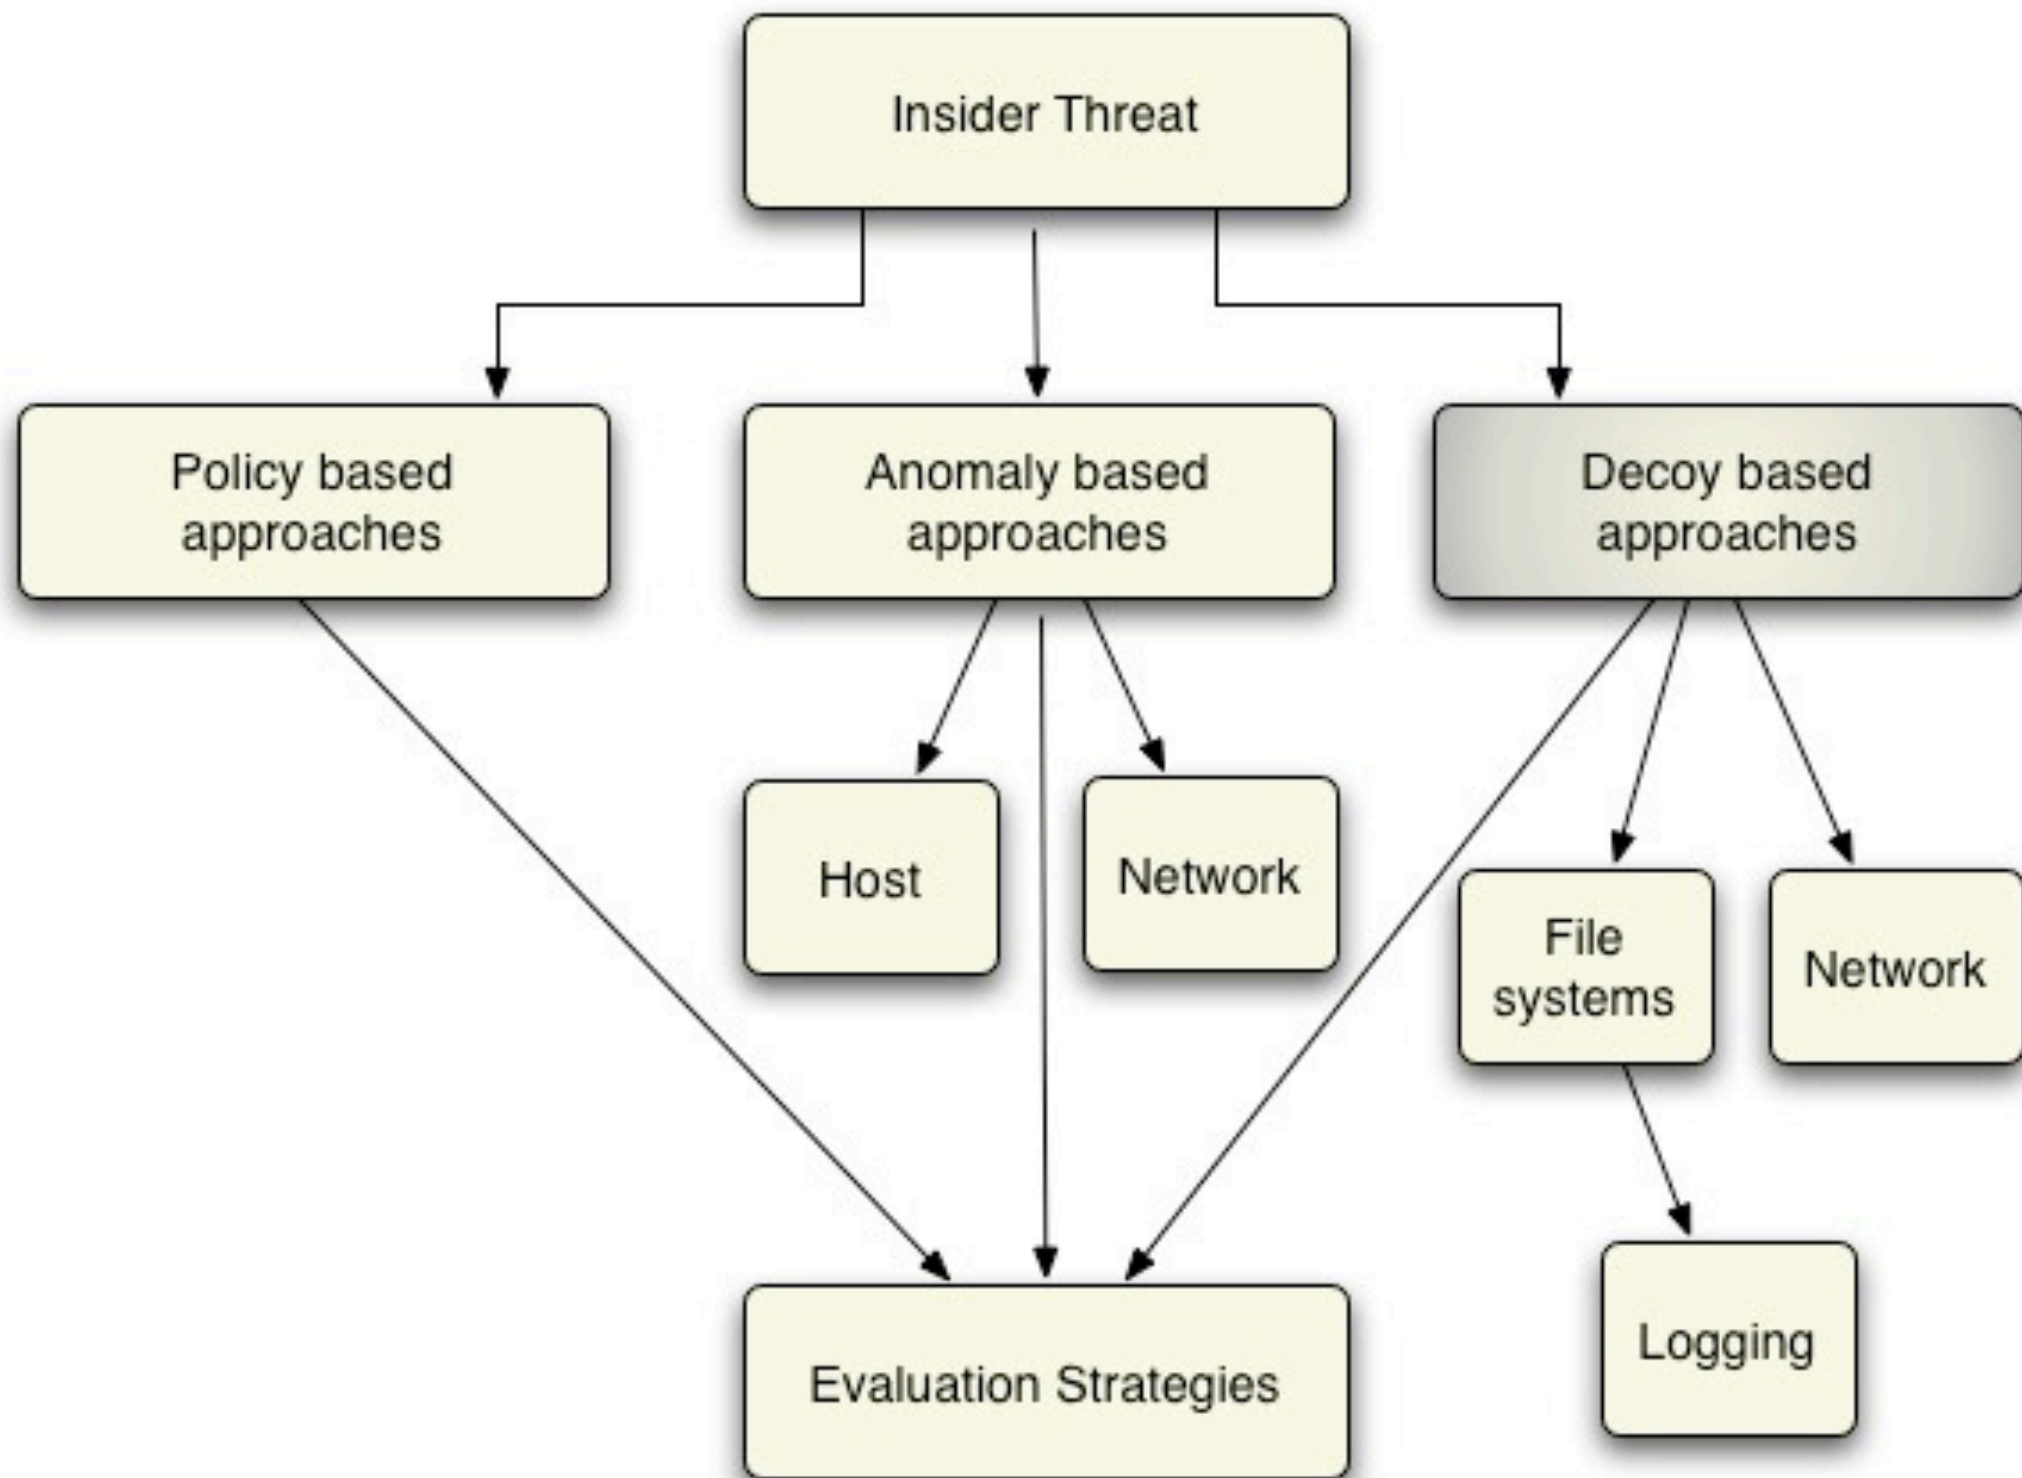 Insider Threat
Policy based
approaches
Anomaly based
approaches
Decoy based
approaches
Host
Network
File
systems
Network
Logging
Evaluation Strategies